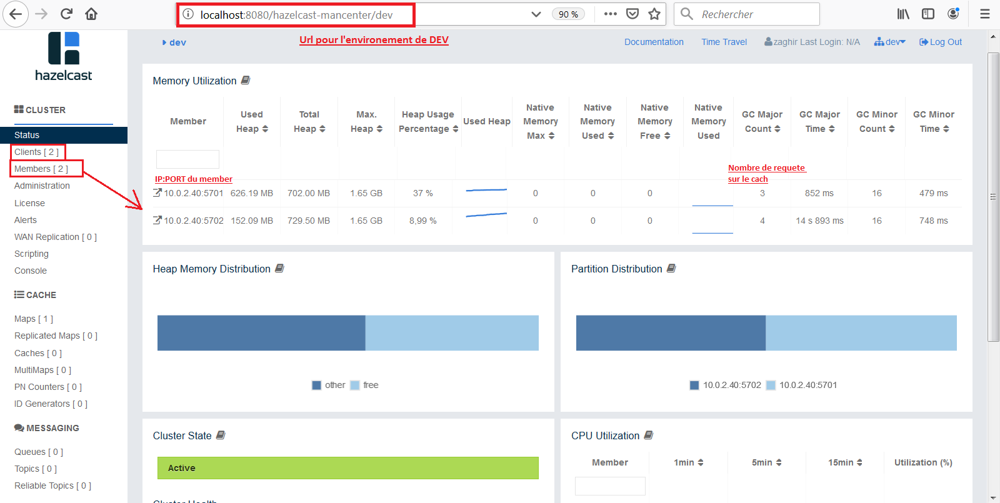 localhost:8080/hazelcast-mancenter/dev
90 %
Rechercher
hazelcast
dev
Url pour l'environement de DEV
Documentation
Time Travel
zaghir Last Login: N/A
dev
Log Out
CLUSTER
Status
Clients [ 2 ]
Members [ 2 ]
Administration
License
Alerts
WAN Replication [ 0 ]
Scripting
Console
CACHE
Maps [ 1 ]
Replicated Maps [ 0 ]
Caches [ 0 ]
MultiMaps [ 0 ]
PN Counters [ 0 ]
ID Generators [ 0 ]
MESSAGING
Queues [ 0 ]
Topics [ 0 ]
Reliable Topics [ 0 ]
Memory Utilization
Member
Used
Heap
Total
Heap
Max.
Heap
Heap Usage
Percentage
Used Heap
Native
Memory
Max
Native
Memory
Used
Native
Memory
Free
Native
Memory
Used
GC Major
Count
GC Major
Time
GC Minor
Count
GC Minor
Time
IP:PORT du member
Nombre de requete
sur le cach
10.0.2.40:5701 626.19 MB 702.00 MB 1.65 GB 37 % 0 0 0 3 852 ms 16 479 ms
10.0.2.40:5702 152.09 MB 729.50 MB 1.65 GB 8,99 % 0 0 0 4 14 s 893 ms 16 748 ms
Heap Memory Distribution
other free
Partition Distribution
10.0.2.40:5702 10.0.2.40:5701
Cluster State
Active
Cluster Health
CPU Utilization
Member 1min 5min 15min Utilization (%)